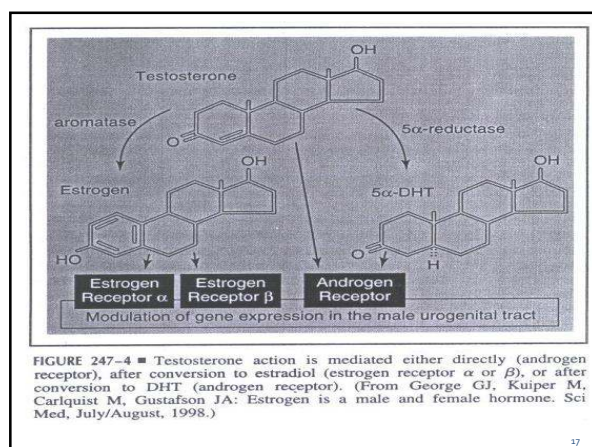 OH
Testosterone
aromatase
5α-reductase
O
OH
OH
Estrogen
5α-DHT
HO
O
H
Estrogen
Receptor α
Estrogen
Receptor β
Androgen
Receptor
Modulation of gene expression in the male urogenital tract
FIGURE 247–4 ■ Testosterone action is mediated either directly (androgen
receptor), after conversion to estradiol (estrogen receptor α or β), or after
conversion to DHT (androgen receptor). (From George GJ, Kuiper M,
Carlquist M, Gustafson JA: Estrogen is a male and female hormone. Sci
Med, July/August, 1998.)
17